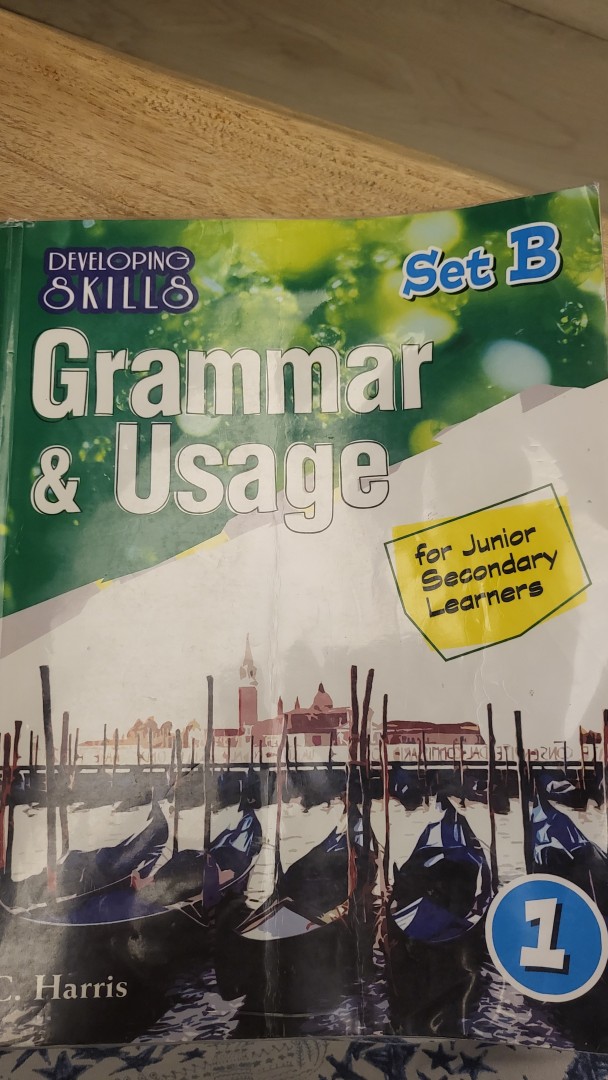 DEVELOPING
SKILLS
Set B
Grammar
& Usage
for Junior
Secondary
Learners
1
C. Harris